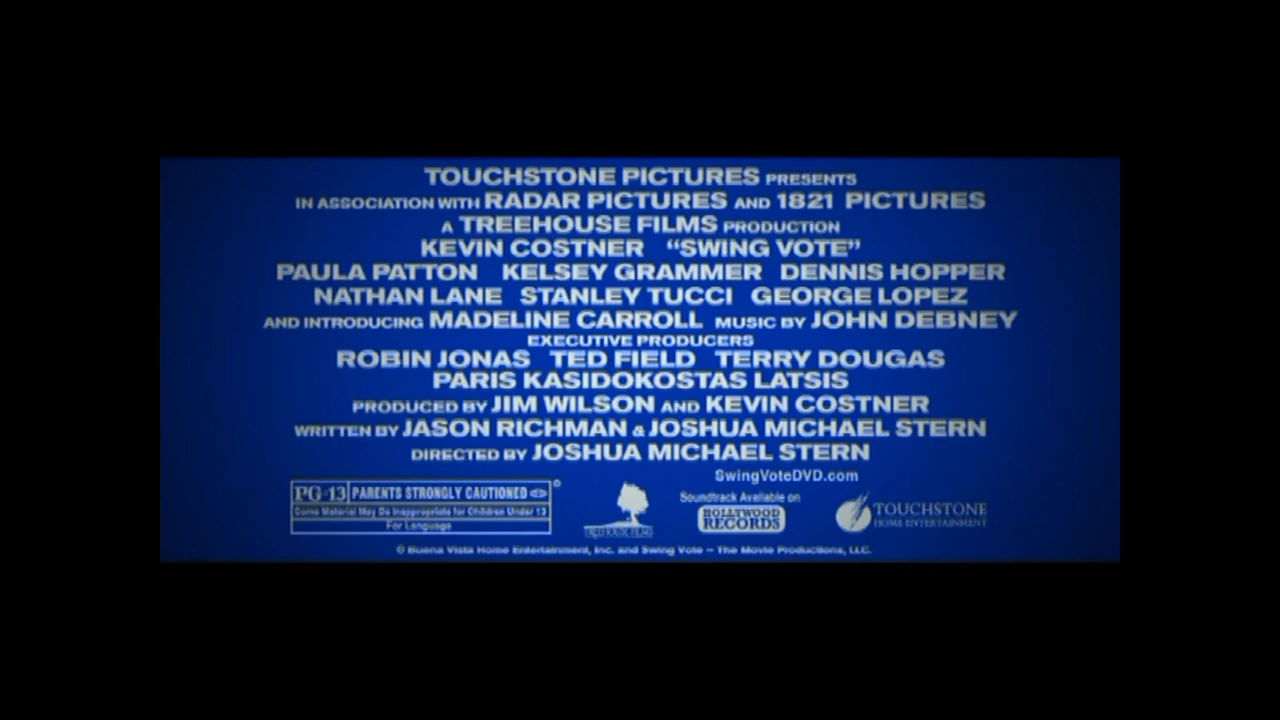 TOUCHSTONE PICTURES PRESENTS
IN ASSOCIATION WITH RADAR PICTURES AND 1821 PICTURES
A TREEHOUSE FILMS PRODUCTION
KEVIN COSTNER “SWING VOTE”
PAULA PATTON KELSEY GRAMMER DENNIS HOPPER
NATHAN LANE STANLEY TUCCI GEORGE LOPEZ
AND INTRODUCING MADELINE CARROLL MUSIC BY JOHN DEBNEY
EXECUTIVE PRODUCERS
ROBIN JONAS TED FIELD TERRY DOUGAS
PARIS KASIDOKOSTAS LATSIS
PRODUCED BY JIM WILSON AND KEVIN COSTNER
WRITTEN BY JASON RICHMAN & JOSHUA MICHAEL STERN
DIRECTED BY JOSHUA MICHAEL STERN
SwingVoteDVD.com
PG-13 PARENTS STRONGLY CAUTIONED ®
Some Material May Be Inappropriate for Children Under 13
For Language
TREEHOUSE FILMS
Soundtrack Available on
HOLLYWOOD
RECORDS
TOUCHSTONE
HOME ENTERTAINMENT
© Buena Vista Home Entertainment, Inc. and Swing Vote – The Movie Productions, LLC.